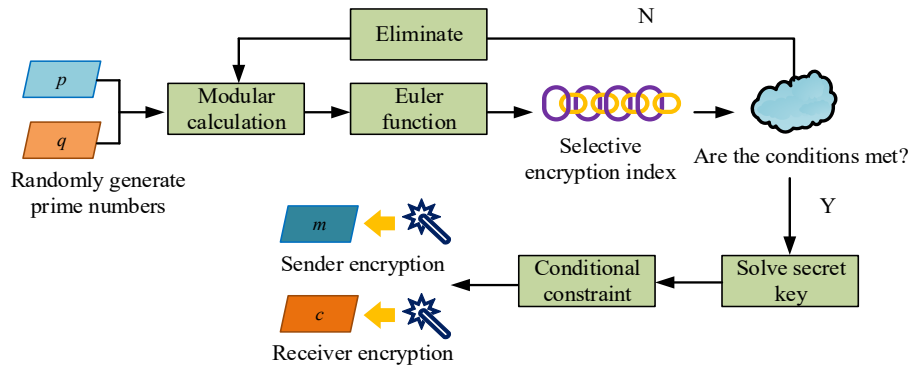 Eliminate
N
p
Modular
calculation
Euler
function
q
Selective
encryption index
Are the conditions met?
Randomly generate
prime numbers
Y
m
Sender encryption
Conditional
constraint
Solve secret
key
c
Receiver encryption